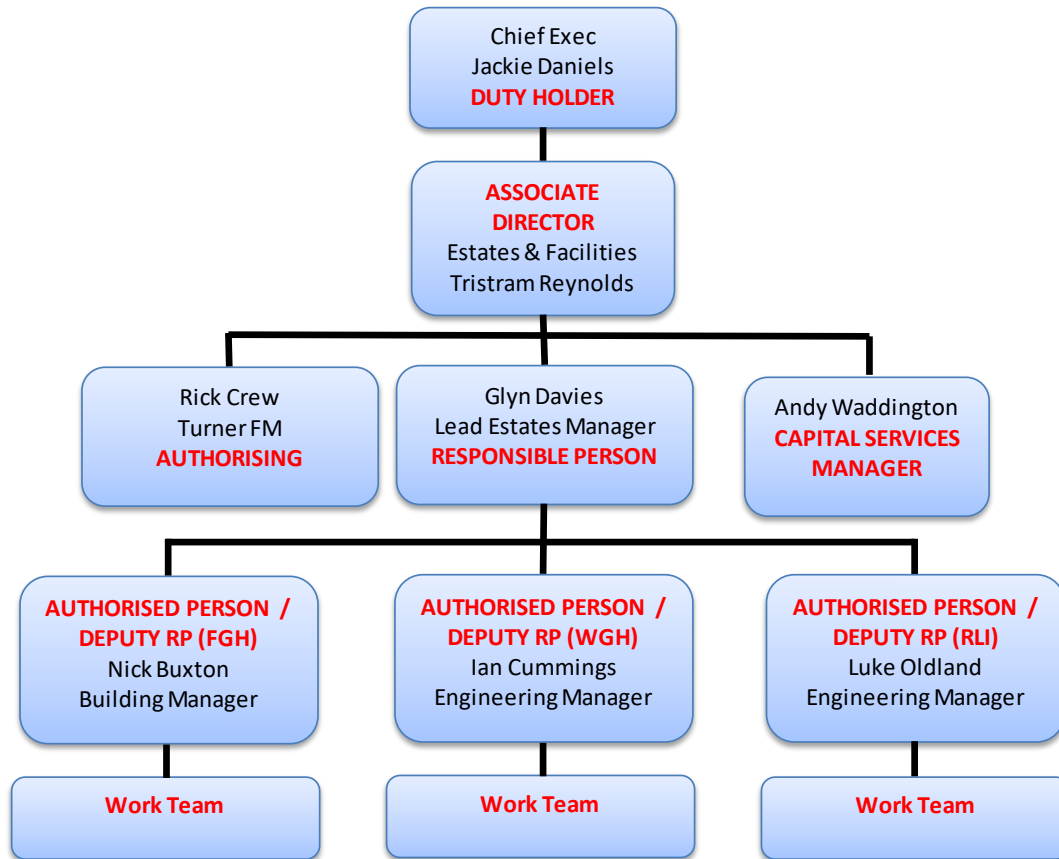 Chief Exec
Jackie Daniels
DUTY HOLDER
ASSOCIATE
DIRECTOR
Estates & Facilities
Tristram Reynolds
Rick Crew
Turner FM
AUTHORISING
Glyn Davies
Lead Estates Manager
RESPONSIBLE PERSON
Andy Waddington
CAPITAL SERVICES
MANAGER
AUTHORISED PERSON /
DEPUTY RP (FGH)
Nick Buxton
Building Manager
AUTHORISED PERSON /
DEPUTY RP (WGH)
Ian Cummings
Engineering Manager
AUTHORISED PERSON /
DEPUTY RP (RLI)
Luke Oldland
Engineering Manager
Work Team
Work Team
Work Team